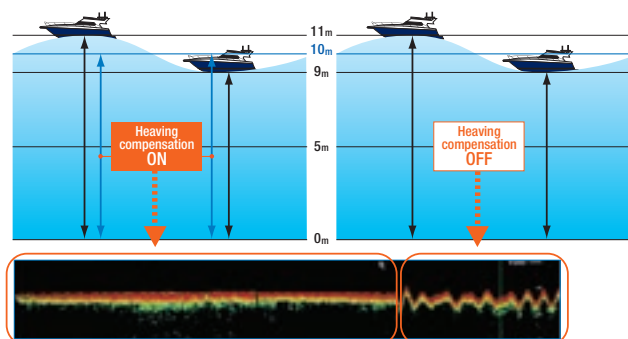 11m
10m
9m
5m
0m
Heaving
compensation
ON
Heaving
compensation
OFF